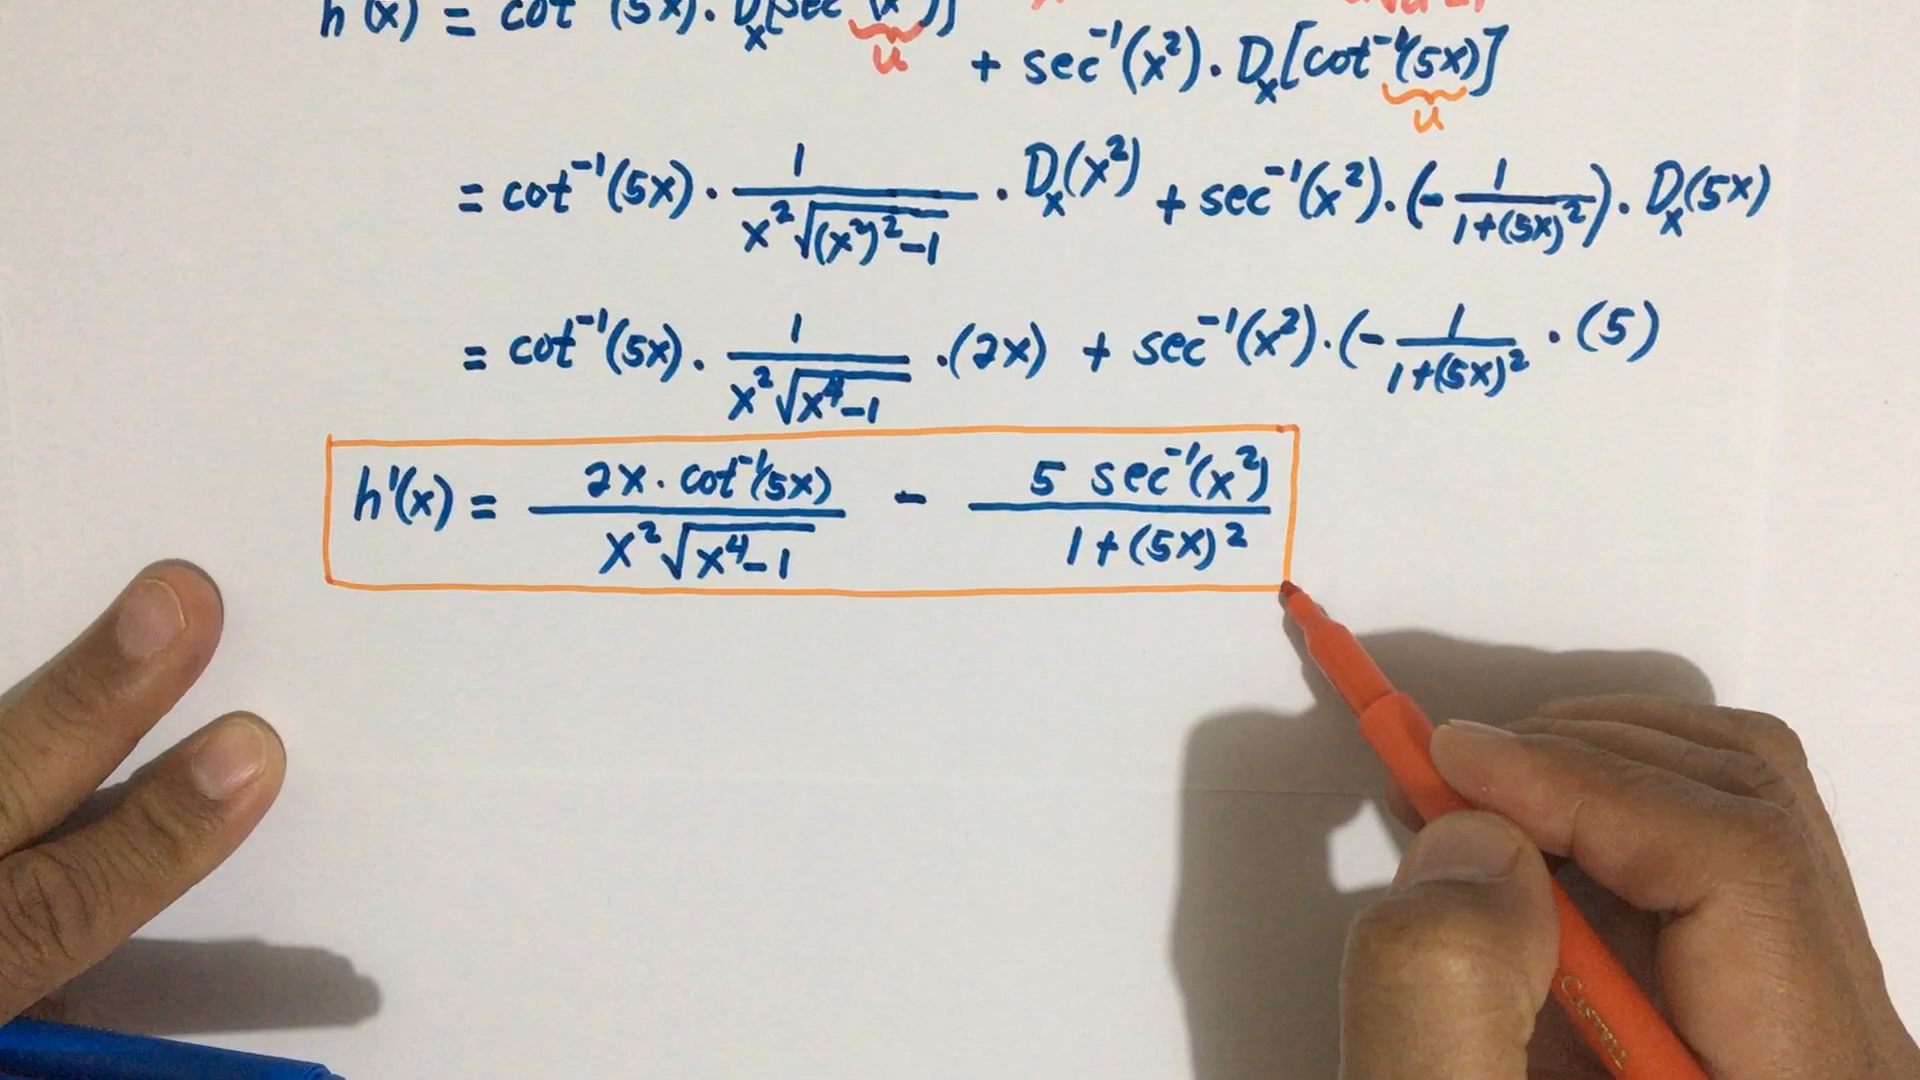 h'(x) = cot (5x) · Dx[sec (x )]
u
+ sec⁻¹(x²) · Dx[cot⁻¹(5x)]
u
= cot⁻¹(5x) · 1/(x²√((x²)²-1)) · Dx(x²) + sec⁻¹(x²) · (- 1/(1+(5x)²)) · Dx(5x)
= cot⁻¹(5x) · 1/(x²√(x⁴-1)) · (2x) + sec⁻¹(x²) · (- 1/(1+(5x)²) · (5)
h'(x) = 2x · cot⁻¹(5x)/(x²√(x⁴-1)) - 5 sec⁻¹(x²)/(1+(5x)²)